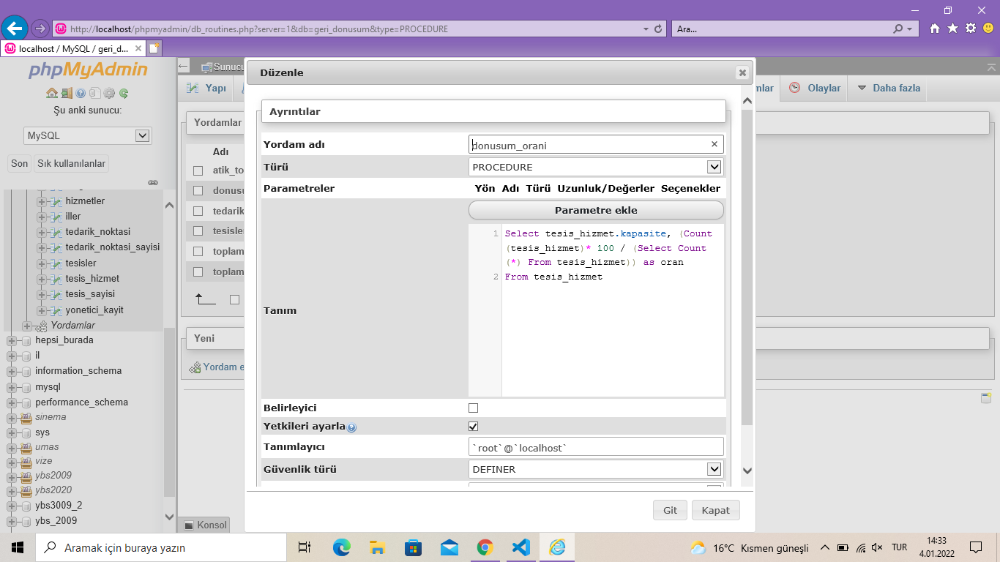 http://localhost/phpmyadmin/db_routines.php?server=1&db=geri_donusum&type=PROCEDURE
Ara...
localhost / MySQL / geri_d...
phpMyAdmin
Şu anki sunucu:
MySQL
Son
Sık kullanılanlar
hizmetler
iller
tedarik_noktasi
tedarik_noktasi_sayisi
tesisler
tesis_hizmet
tesis_sayisi
yonetici_kayit
Yordamlar
hepsi_burada
il
information_schema
mysql
performance_schema
sinema
sys
umas
vize
ybs2009
ybs2020
ybs3009_2
ybs_2009
Sunucu
Yapı
mlar
Olaylar
Daha fazla
Yordamlar
Adı
atik_to
donusu
tedarik
tesisler
toplam
toplam
Yeni
Yordam e
Konsol
Düzenle
Ayrıntılar
Yordam adı
donusum_orani
Türü
PROCEDURE
Parametreler
Yön Adı Türü Uzunluk/Değerler Seçenekler
Parametre ekle
Tanım
1 Select tesis_hizmet.kapasite, (Count
(tesis_hizmet)* 100 / (Select Count
(*) From tesis_hizmet)) as oran
2 From tesis_hizmet
Belirleyici
Yetkileri ayarla
Tanımlayıcı
`root`@`localhost`
Güvenlik türü
DEFINER
Git
Kapat
Aramak için buraya yazın
16°C Kısmen güneşli
TUR
14:33
4.01.2022